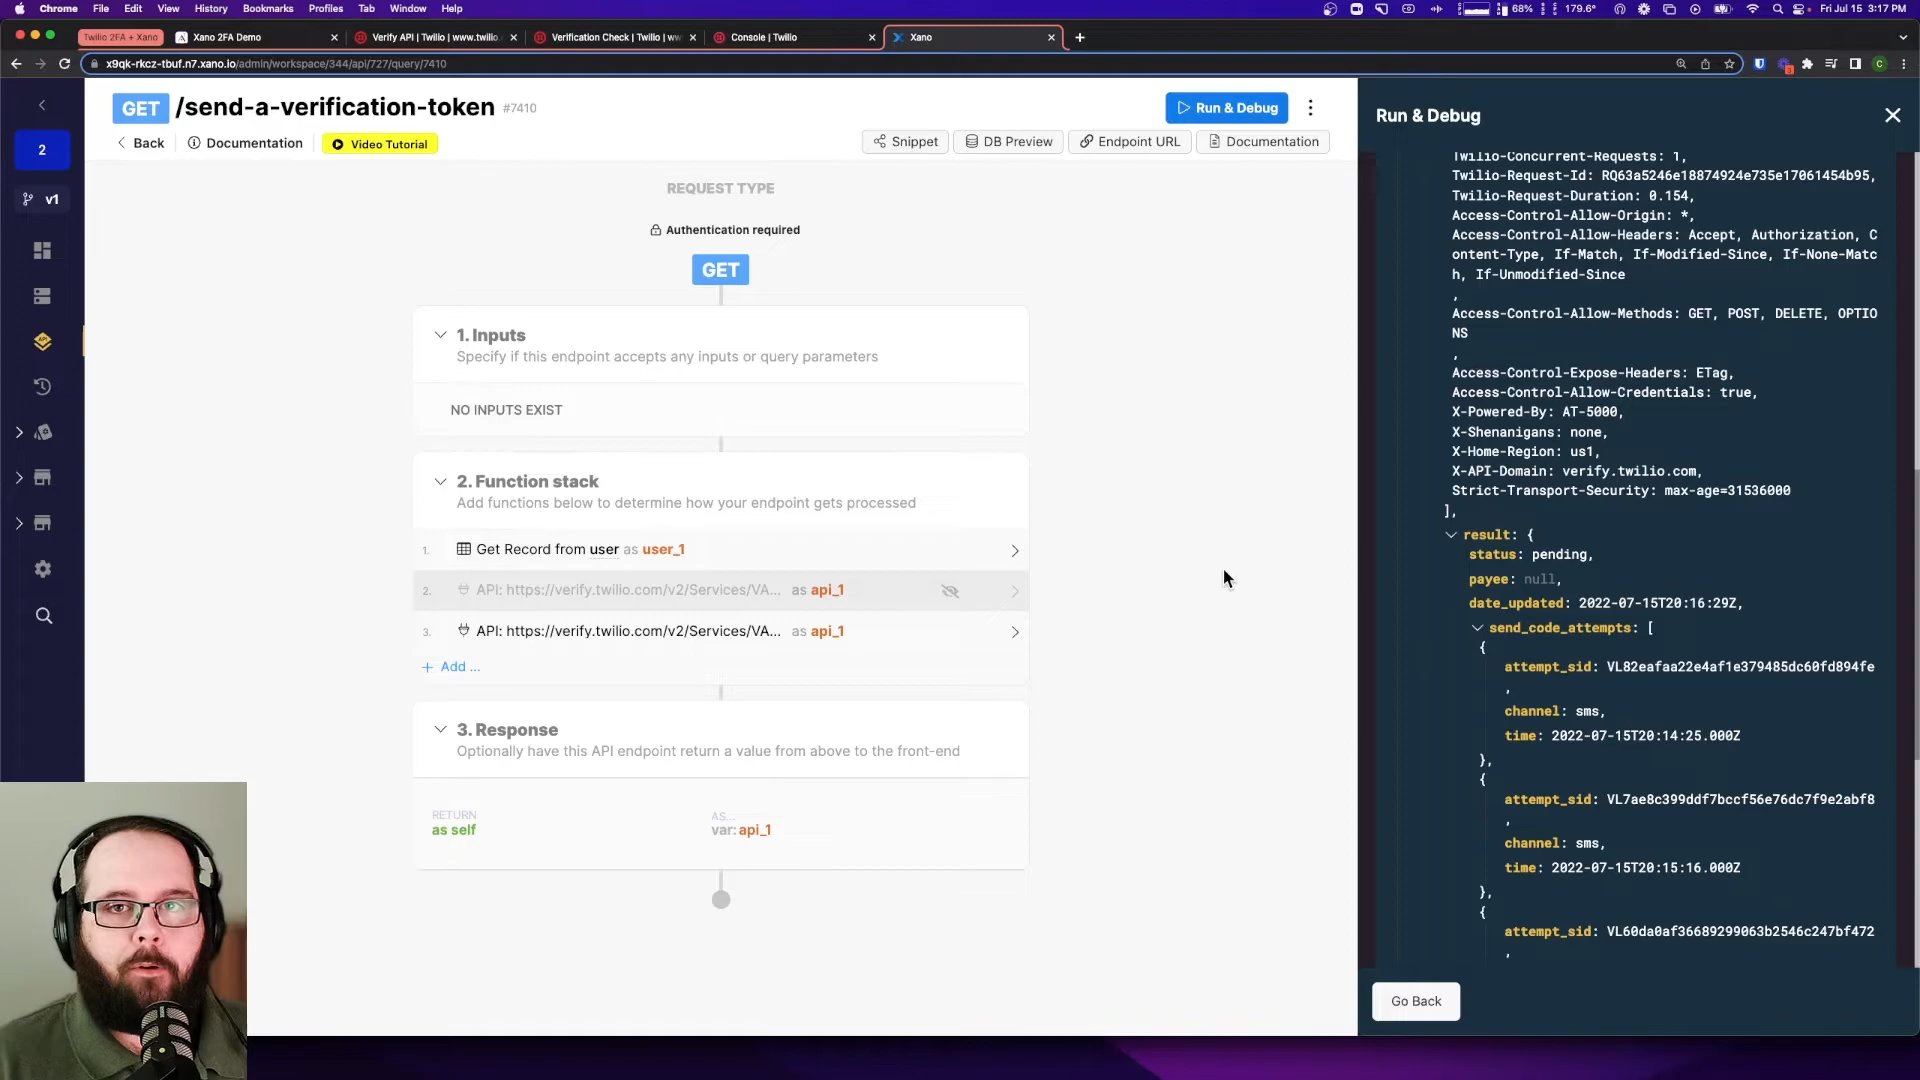 Chrome File Edit View History Bookmarks Profiles Tab Window Help
68% 179.6° Fri Jul 15 3:17 PM
Twilio 2FA + Xano
Xano 2FA Demo
Verify API | Twilio | www.twilio.
Verification Check | Twilio | ww
Console | Twilio
Xano
x9qk-rkcz-tbuf.n7.xano.io/admin/workspace/344/api/727/query/7410
2
v1
GET /send-a-verification-token #7410
Run & Debug
Back
Documentation
Video Tutorial
Snippet
DB Preview
Endpoint URL
Documentation
REQUEST TYPE
Authentication required
GET
1. Inputs
Specify if this endpoint accepts any inputs or query parameters
NO INPUTS EXIST
2. Function stack
Add functions below to determine how your endpoint gets processed
1. Get Record from user as user_1
2. API: https://verify.twilio.com/v2/Services/VA... as api_1
3. API: https://verify.twilio.com/v2/Services/VA... as api_1
+ Add ...
3. Response
Optionally have this API endpoint return a value from above to the front-end
RETURN
as self
AS...
var: api_1
Run & Debug
Twilio-Concurrent-Requests: 1,
Twilio-Request-Id: RQ63a5246e18874924e735e17061454b95,
Twilio-Request-Duration: 0.154,
Access-Control-Allow-Origin: *,
Access-Control-Allow-Headers: Accept, Authorization, C
ontent-Type, If-Match, If-Modified-Since, If-None-Matc
h, If-Unmodified-Since
,
Access-Control-Allow-Methods: GET, POST, DELETE, OPTIO
NS
,
Access-Control-Expose-Headers: ETag,
Access-Control-Allow-Credentials: true,
X-Powered-By: AT-5000,
X-Shenanigans: none,
X-Home-Region: us1,
X-API-Domain: verify.twilio.com,
Strict-Transport-Security: max-age=31536000
],
result: {
status: pending,
payee: null,
date_updated: 2022-07-15T20:16:29Z,
send_code_attempts: [
{
attempt_sid: VL82eafaa22e4af1e379485dc60fd894fe
,
channel: sms,
time: 2022-07-15T20:14:25.000Z
},
{
attempt_sid: VL7ae8c399ddf7bccf56e76dc7f9e2abf8
,
channel: sms,
time: 2022-07-15T20:15:16.000Z
},
{
attempt_sid: VL60da0af36689299063b2546c247bf472
,
Go Back